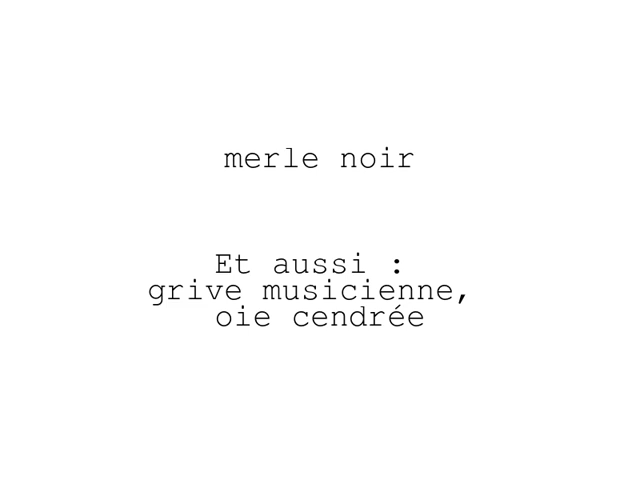 merle noir
Et aussi :
grive musicienne,
oie cendrée